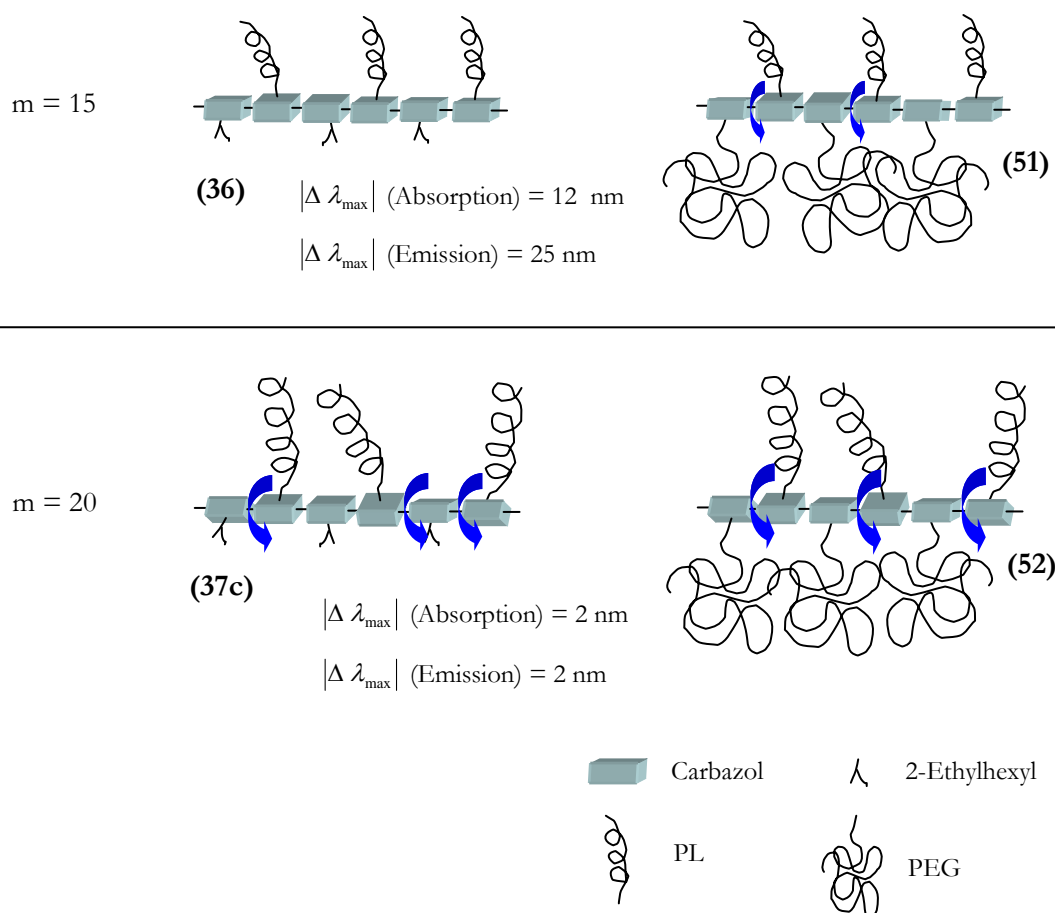 m = 15
(36)
(51)
|Δ λmax| (Absorption) = 12 nm
|Δ λmax| (Emission) = 25 nm
m = 20
(37c)
(52)
|Δ λmax| (Absorption) = 2 nm
|Δ λmax| (Emission) = 2 nm
Carbazol
2-Ethylhexyl
PL
PEG